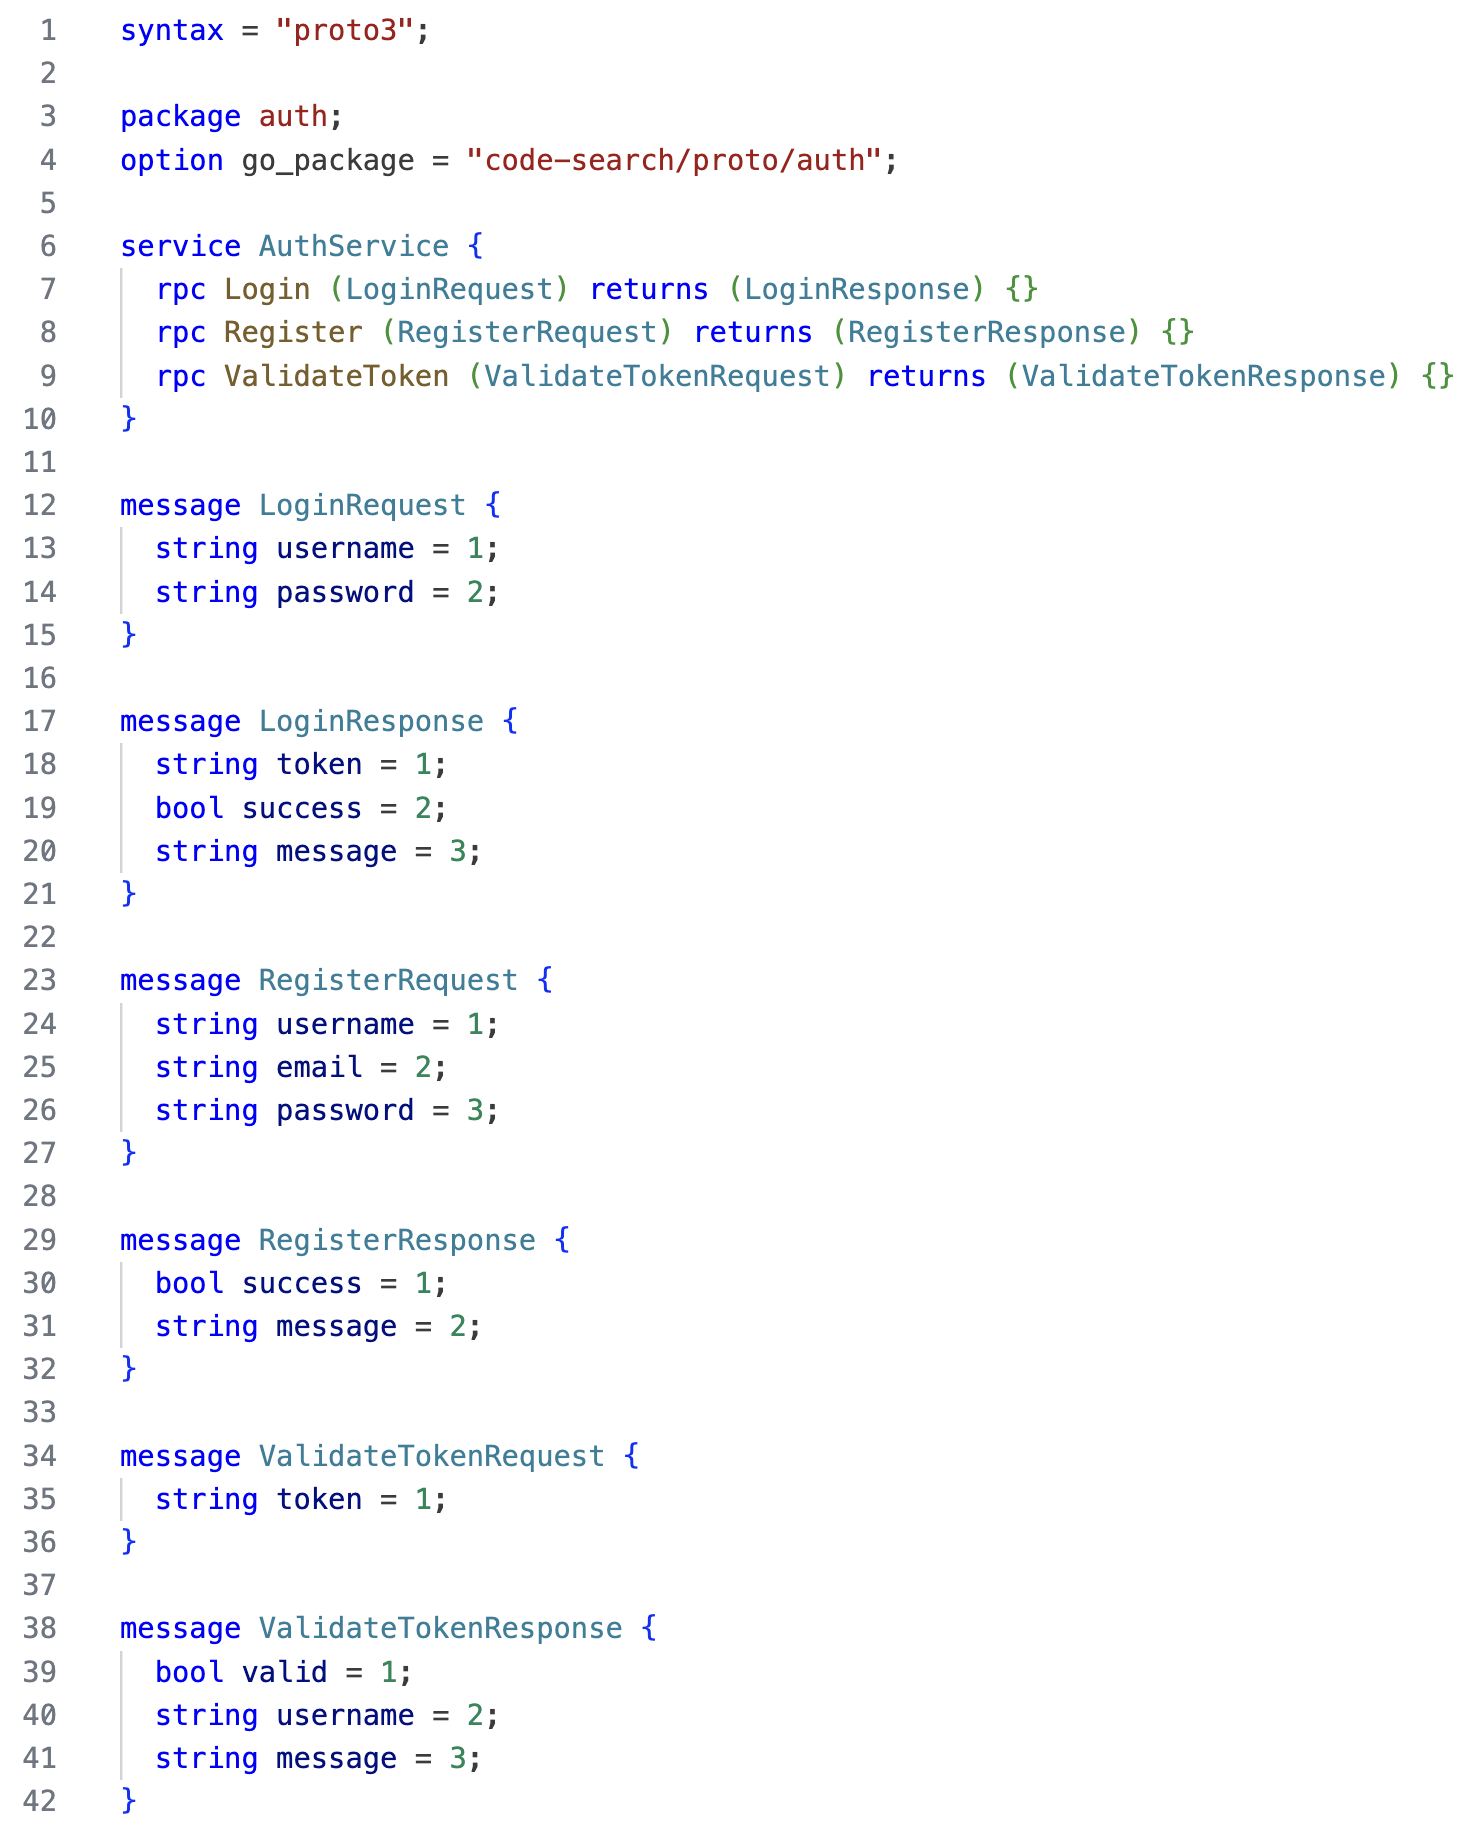 1 syntax = "proto3";
2
3 package auth;
4 option go_package = "code-search/proto/auth";
5
6 service AuthService {
7   rpc Login (LoginRequest) returns (LoginResponse) {}
8   rpc Register (RegisterRequest) returns (RegisterResponse) {}
9   rpc ValidateToken (ValidateTokenRequest) returns (ValidateTokenResponse) {}
10 }
11
12 message LoginRequest {
13   string username = 1;
14   string password = 2;
15 }
16
17 message LoginResponse {
18   string token = 1;
19   bool success = 2;
20   string message = 3;
21 }
22
23 message RegisterRequest {
24   string username = 1;
25   string email = 2;
26   string password = 3;
27 }
28
29 message RegisterResponse {
30   bool success = 1;
31   string message = 2;
32 }
33
34 message ValidateTokenRequest {
35   string token = 1;
36 }
37
38 message ValidateTokenResponse {
39   bool valid = 1;
40   string username = 2;
41   string message = 3;
42 }